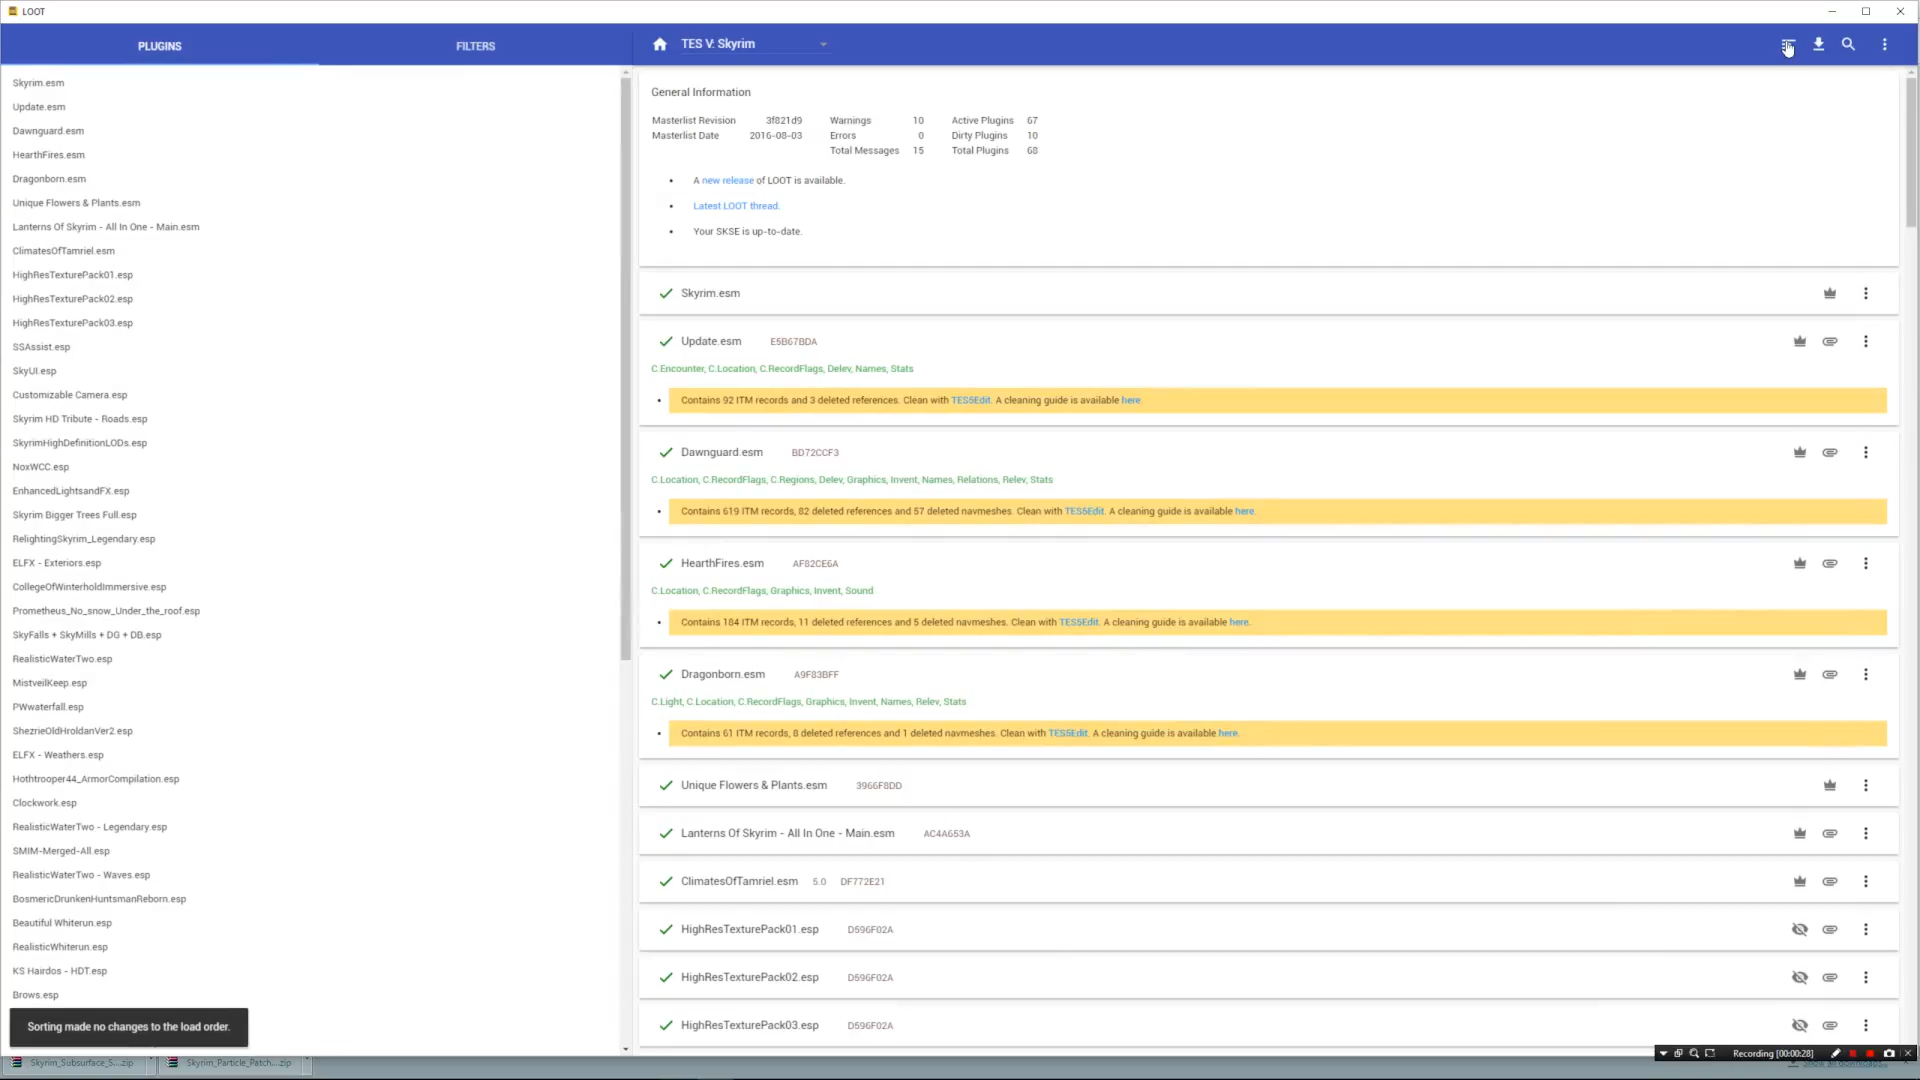 LOOT
PLUGINS
FILTERS
TES V: Skyrim
Skyrim.esm
Update.esm
Dawnguard.esm
HearthFires.esm
Dragonborn.esm
Unique Flowers & Plants.esm
Lanterns Of Skyrim - All In One - Main.esm
ClimatesOfTamriel.esm
HighResTexturePack01.esp
HighResTexturePack02.esp
HighResTexturePack03.esp
SSAssist.esp
SkyUI.esp
Customizable Camera.esp
Skyrim HD Tribute - Roads.esp
SkyrimHighDefinitionLODs.esp
NoxWCC.esp
EnhancedLightsandFX.esp
Skyrim Bigger Trees Full.esp
RelightingSkyrim_Legendary.esp
ELFX - Exteriors.esp
CollegeOfWinterholdImmersive.esp
Prometheus_No_snow_Under_the_roof.esp
SkyFalls + SkyMills + DG + DB.esp
RealisticWaterTwo.esp
MistveilKeep.esp
PWwaterfall.esp
ShezrieOldHroldanVer2.esp
ELFX - Weathers.esp
Hothtrooper44_ArmorCompilation.esp
Clockwork.esp
RealisticWaterTwo - Legendary.esp
SMIM-Merged-All.esp
RealisticWaterTwo - Waves.esp
BosmericDrunkenHuntsmanReborn.esp
Beautiful Whiterun.esp
RealisticWhiterun.esp
KS Hairdos - HDT.esp
Brows.esp
Sorting made no changes to the load order.
General Information
Masterlist Revision 3f821d9 Warnings 10 Active Plugins 67
Masterlist Date 2016-08-03 Errors 0 Dirty Plugins 10
Total Messages 15 Total Plugins 68
• A new release of LOOT is available.
• Latest LOOT thread.
• Your SKSE is up-to-date.
Skyrim.esm
Update.esm E5B67BDA
C.Encounter, C.Location, C.RecordFlags, Delev, Names, Stats
• Contains 92 ITM records and 3 deleted references. Clean with TES5Edit. A cleaning guide is available here.
Dawnguard.esm BD72CCF3
C.Location, C.RecordFlags, C.Regions, Delev, Graphics, Invent, Names, Relations, Relev, Stats
• Contains 619 ITM records, 82 deleted references and 57 deleted navmeshes. Clean with TES5Edit. A cleaning guide is available here.
HearthFires.esm AF82CE6A
C.Location, C.RecordFlags, Graphics, Invent, Sound
• Contains 184 ITM records, 11 deleted references and 5 deleted navmeshes. Clean with TES5Edit. A cleaning guide is available here.
Dragonborn.esm A9F83BFF
C.Light, C.Location, C.RecordFlags, Graphics, Invent, Names, Relev, Stats
• Contains 61 ITM records, 8 deleted references and 1 deleted navmeshes. Clean with TES5Edit. A cleaning guide is available here.
Unique Flowers & Plants.esm 3966F8DD
Lanterns Of Skyrim - All In One - Main.esm AC4A653A
ClimatesOfTamriel.esm 5.0 DF772E21
HighResTexturePack01.esp D596F02A
HighResTexturePack02.esp D596F02A
HighResTexturePack03.esp D596F02A
Skyrim_Subsurface_S....zip
Skyrim_Particle_Patch....zip
Recording [00:00:28]
Show all downloads...